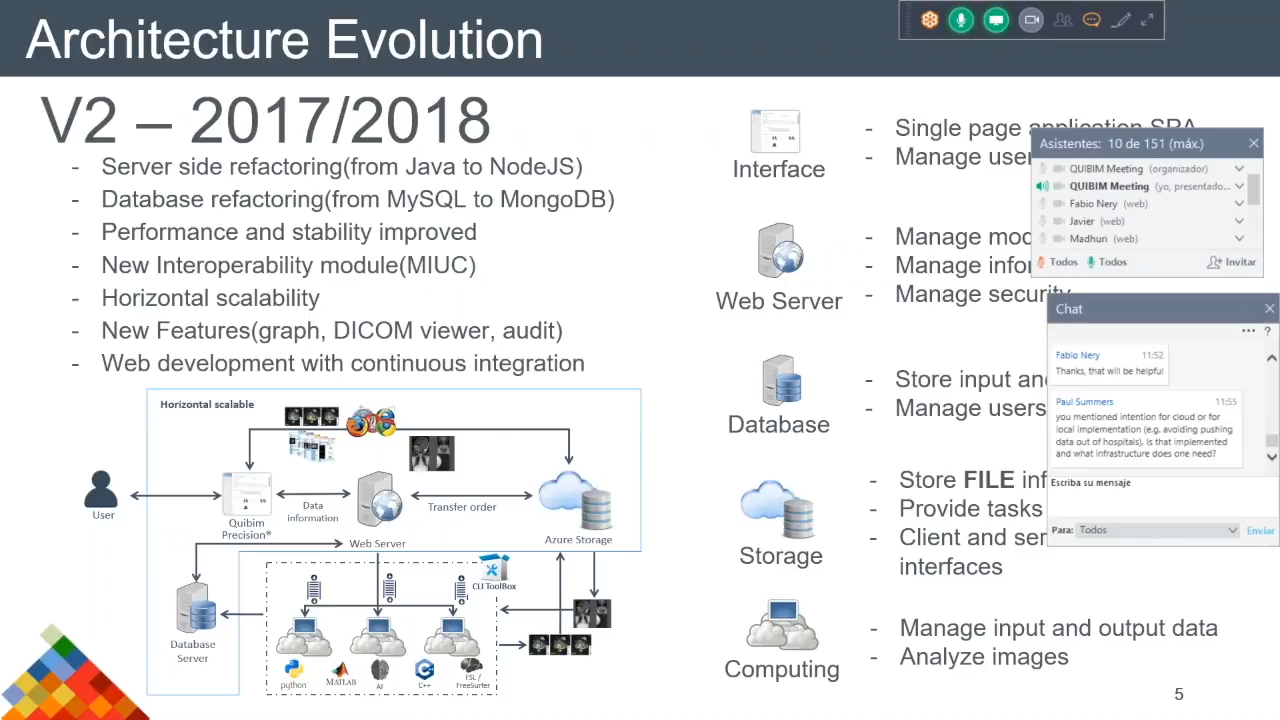 Architecture Evolution
V2 – 2017/2018
- Server side refactoring(from Java to NodeJS)
- Database refactoring(from MySQL to MongoDB)
- Performance and stability improved
- New Interoperability module(MIUC)
- Horizontal scalability
- New Features(graph, DICOM viewer, audit)
- Web development with continuous integration
Horizontal scalable
User
Quibim
Precision®
Data
information
Web Server
Transfer order
Azure Storage
CLI ToolBox
Database
Server
python
MATLAB
AI
C++
FSL /
FreeSurfer
Interface
- Single page application SPA
- Manage user
Web Server
- Manage
- Manage
- Manage security
Database
- Store input
- Manage users
Storage
- Store FILE
- Provide tasks
- Client and
interfaces
Computing
- Manage input and output data
- Analyze images
5
Asistentes: 10 de 151 (máx.)
QUIBIM Meeting (organizador)
QUIBIM Meeting (yo, presentado...
Fabio Nery (web)
Javier (web)
Madhuri (web)
Todos Todos Invitar
Chat
... ?
Fabio Nery 11:52
Thanks, that will be helpful
Paul Summers 11:55
you mentioned intention for cloud or for
local implementation (e.g. avoiding pushing
data out of hospitals). Is that implemented
and what infrastructure does one need?
Escriba su mensaje
Para: Todos Enviar